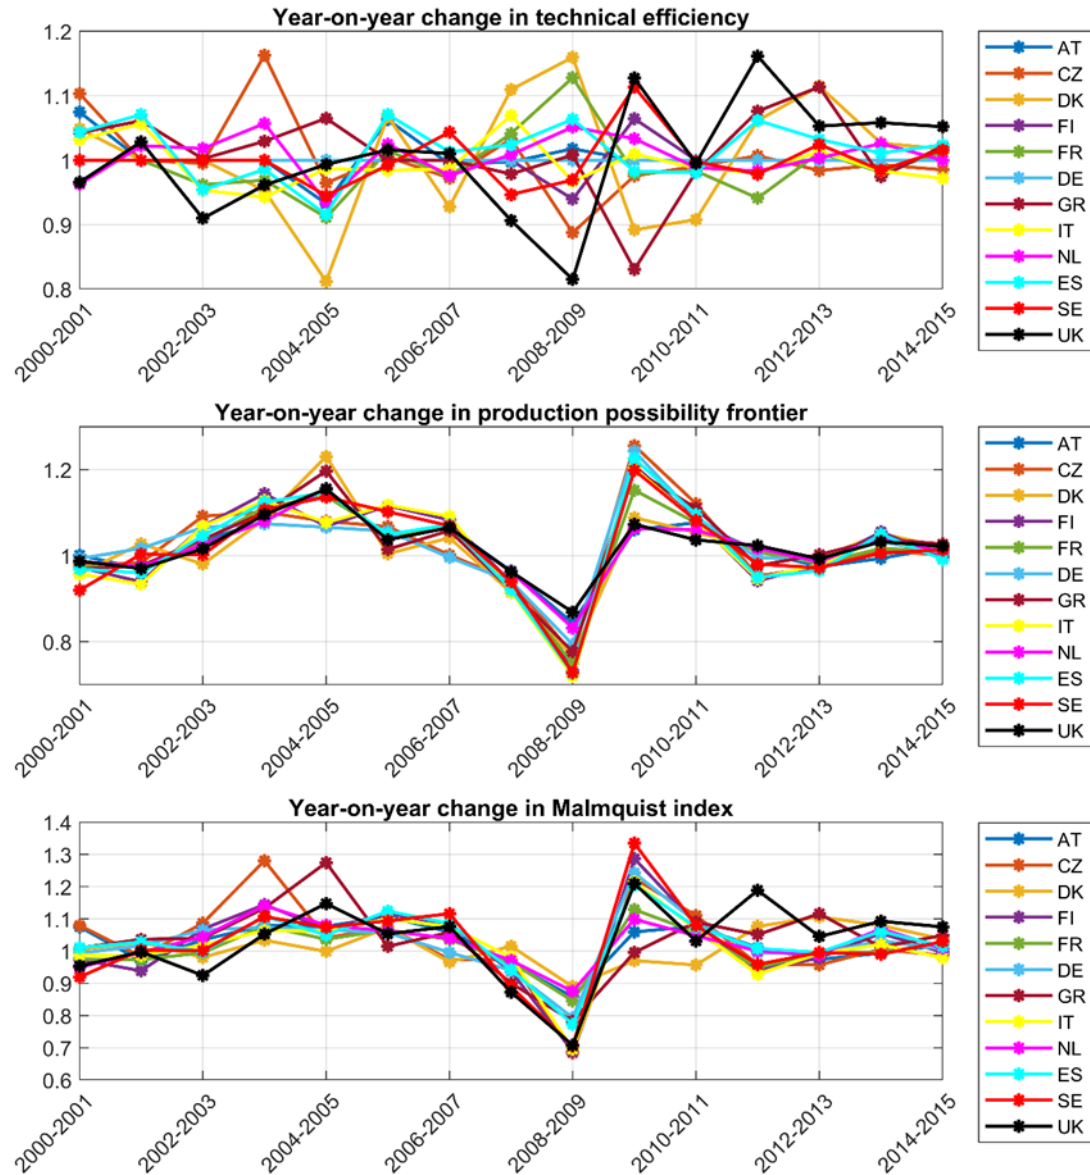 Year-on-year change in technical efficiency
1.2
1.1
1
0.9
0.8
2000-2001
2002-2003
2004-2005
2006-2007
2008-2009
2010-2011
2012-2013
2014-2015
AT
CZ
DK
FI
FR
DE
GR
IT
NL
ES
SE
UK
Year-on-year change in production possibility frontier
1.2
1
0.8
2000-2001
2002-2003
2004-2005
2006-2007
2008-2009
2010-2011
2012-2013
2014-2015
AT
CZ
DK
FI
FR
DE
GR
IT
NL
ES
SE
UK
Year-on-year change in Malmquist index
1.4
1.3
1.2
1.1
1
0.9
0.8
0.7
0.6
2000-2001
2002-2003
2004-2005
2006-2007
2008-2009
2010-2011
2012-2013
2014-2015
AT
CZ
DK
FI
FR
DE
GR
IT
NL
ES
SE
UK